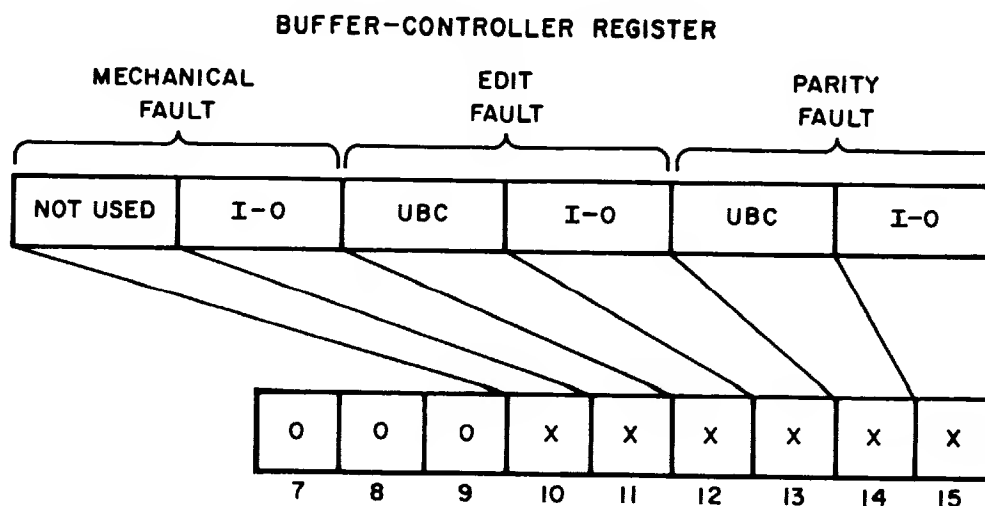 BUFFER-CONTROLLER REGISTER
MECHANICAL FAULT
EDIT FAULT
PARITY FAULT
NOT USED I-O UBC I-O UBC I-O
0 0 0 X X X X X X
7 8 9 10 11 12 13 14 15